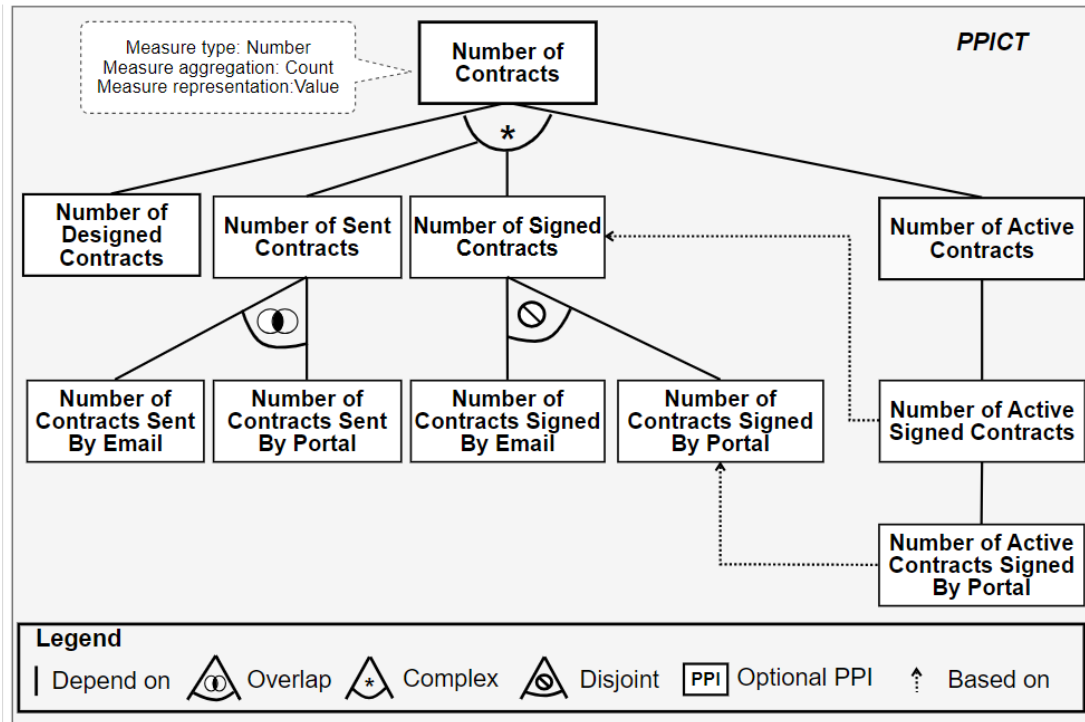 Measure type: Number
Measure aggregation: Count
Measure representation:Value
Number of
Contracts
PPICT
*
Number of
Designed
Contracts
Number of Sent
Contracts
Number of Signed
Contracts
Number of Active
Contracts
Number of
Contracts Sent
By Email
Number of
Contracts Sent
By Portal
Number of
Contracts Signed
By Email
Number of
Contracts Signed
By Portal
Number of Active
Signed Contracts
Number of Active
Contracts Signed
By Portal
Legend
Depend on
Overlap
*
Complex
Disjoint
PPI
Optional PPI
Based on